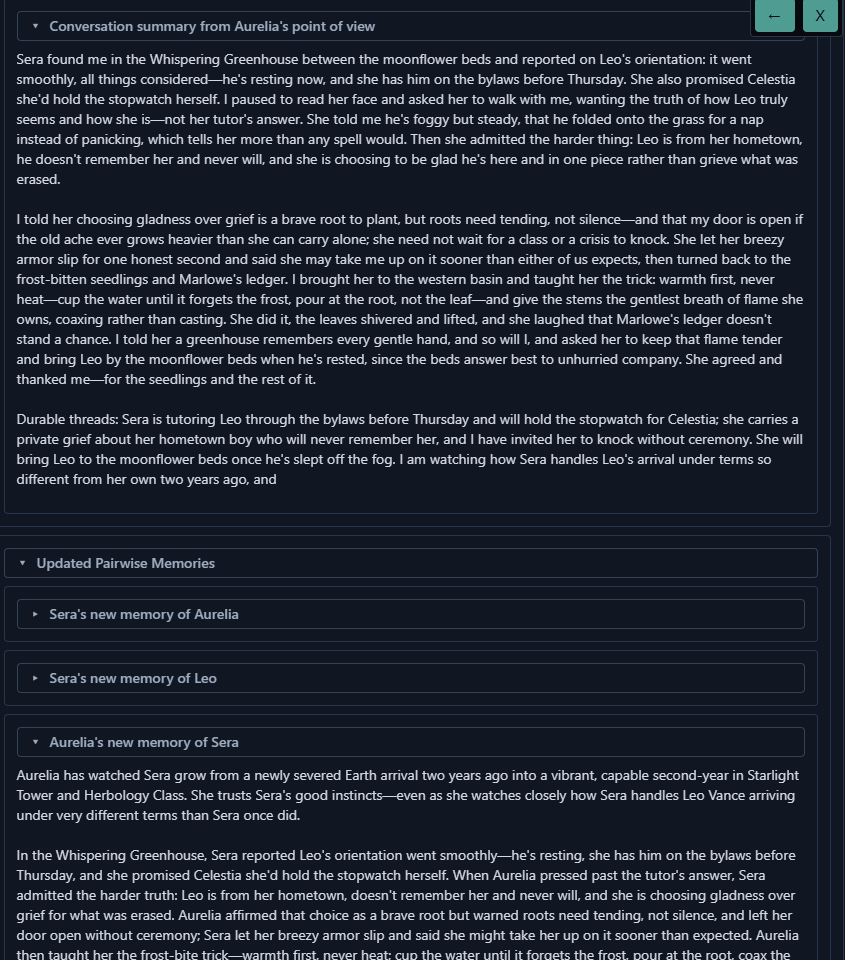 ▾ Conversation summary from Aurelia's point of view
← X
Sera found me in the Whispering Greenhouse between the moonflower beds and reported on Leo's orientation: it went
smoothly, all things considered—he's resting now, and she has him on the bylaws before Thursday. She also promised Celestia
she'd hold the stopwatch herself. I paused to read her face and asked her to walk with me, wanting the truth of how Leo truly
seems and how she is—not her tutor's answer. She told me he's foggy but steady, that he folded onto the grass for a nap
instead of panicking, which tells her more than any spell would. Then she admitted the harder thing: Leo is from her hometown,
he doesn't remember her and never will, and she is choosing to be glad he's here and in one piece rather than grieve what was
erased.
I told her choosing gladness over grief is a brave root to plant, but roots need tending, not silence—and that my door is open if
the old ache ever grows heavier than she can carry alone; she need not wait for a class or a crisis to knock. She let her breezy
armor slip for one honest second and said she may take me up on it sooner than either of us expects, then turned back to the
frost-bitten seedlings and Marlowe's ledger. I brought her to the western basin and taught her the trick: warmth first, never
heat—cup the water until it forgets the frost, pour at the root, not the leaf—and give the stems the gentlest breath of flame she
owns, coaxing rather than casting. She did it, the leaves shivered and lifted, and she laughed that Marlowe's ledger doesn't
stand a chance. I told her a greenhouse remembers every gentle hand, and so will I, and asked her to keep that flame tender
and bring Leo by the moonflower beds when he's rested, since the beds answer best to unhurried company. She agreed and
thanked me—for the seedlings and the rest of it.
Durable threads: Sera is tutoring Leo through the bylaws before Thursday and will hold the stopwatch for Celestia; she carries a
private grief about her hometown boy who will never remember her, and I have invited her to knock without ceremony. She will
bring Leo to the moonflower beds once he's slept off the fog. I am watching how Sera handles Leo's arrival under terms so
different from her own two years ago, and
▾ Updated Pairwise Memories
▸ Sera's new memory of Aurelia
▸ Sera's new memory of Leo
▾ Aurelia's new memory of Sera
Aurelia has watched Sera grow from a newly severed Earth arrival two years ago into a vibrant, capable second-year in Starlight
Tower and Herbology Class. She trusts Sera's good instincts—even as she watches closely how Sera handles Leo Vance arriving
under very different terms than Sera once did.
In the Whispering Greenhouse, Sera reported Leo's orientation went smoothly—he's resting, she has him on the bylaws before
Thursday, and she promised Celestia she'd hold the stopwatch herself. When Aurelia pressed past the tutor's answer, Sera
admitted the harder truth: Leo is from her hometown, doesn't remember her and never will, and she is choosing gladness over
grief for what was erased. Aurelia affirmed that choice as a brave root but warned roots need tending, not silence, and left her
door open without ceremony; Sera let her breezy armor slip and said she might take her up on it sooner than expected. Aurelia
then taught her the frost-bite trick—warmth first, never heat; cup the water until it forgets the frost, pour at the root, coax the